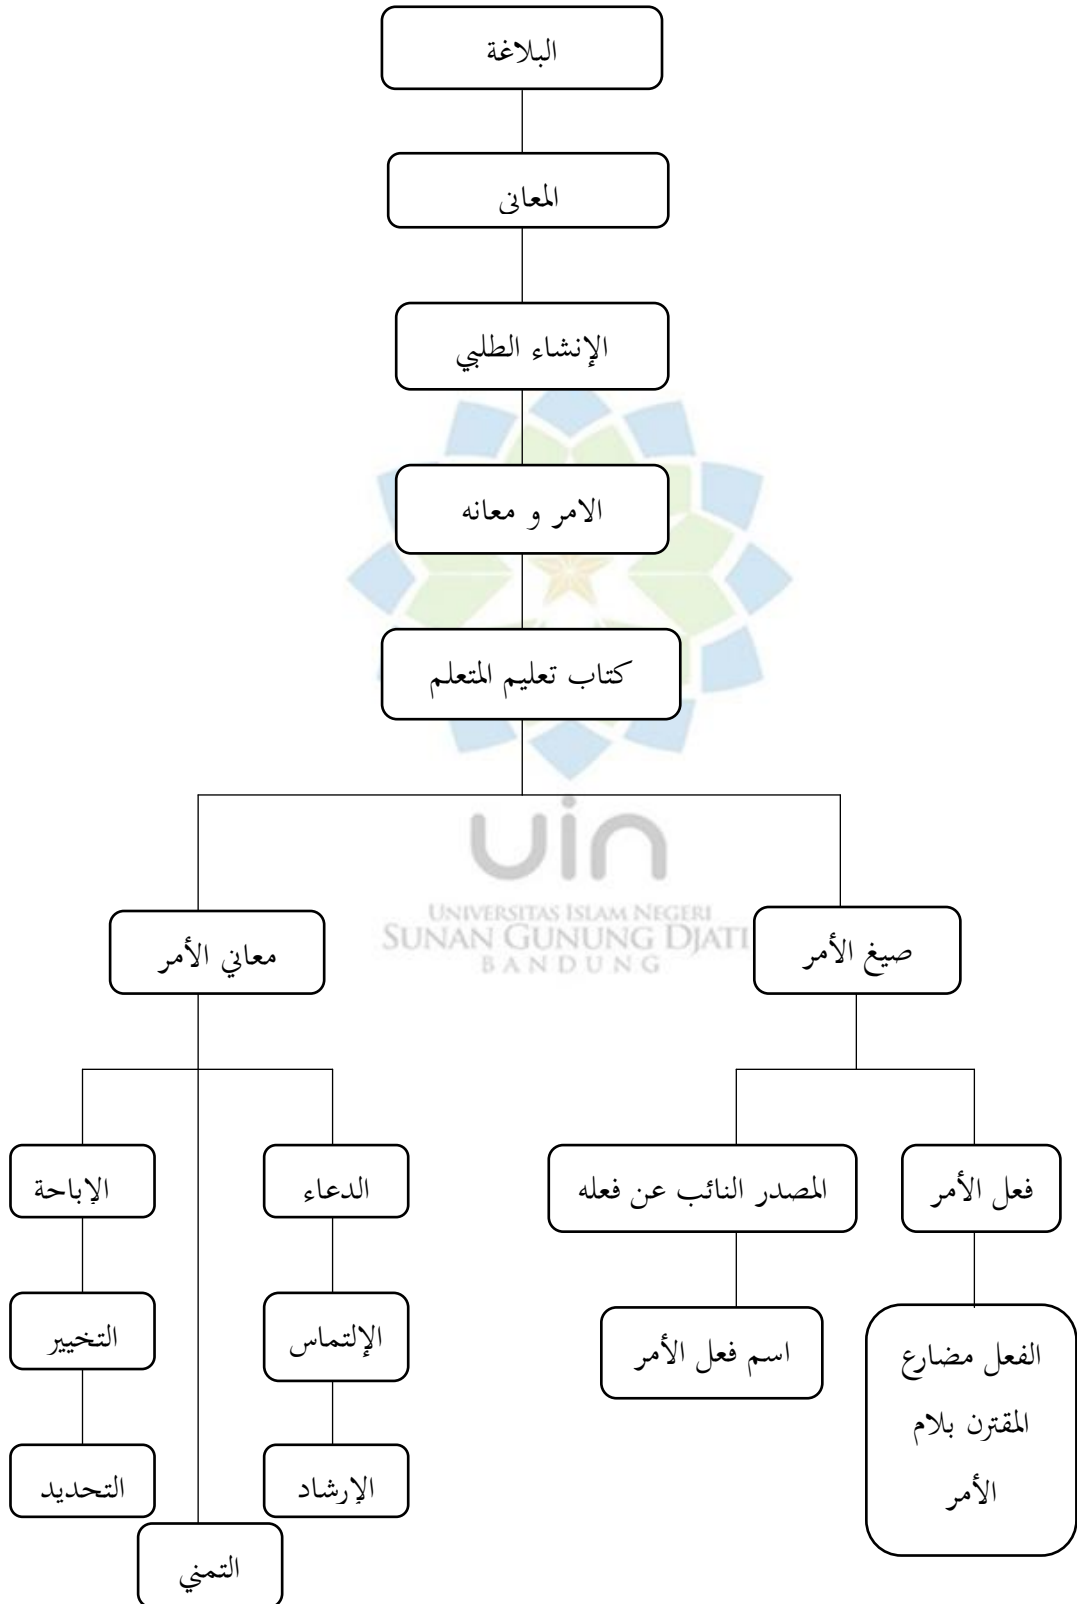 البلاغة
المعانى
الإنشاء الطلبي
الامر و معانه
كتاب تعليم المتعلم
uin
UNIVERSITAS ISLAM NEGERI
SUNAN GUNUNG DJATI
BANDUNG
صيغ الأمر
معاني الأمر
فعل الأمر
المصدر النائب عن فعله
الدعاء
الإباحة
الفعل مضارع
المقترن بلام
الأمر
اسم فعل الأمر
الإلتماس
التخيير
الإرشاد
التحديد
التمني